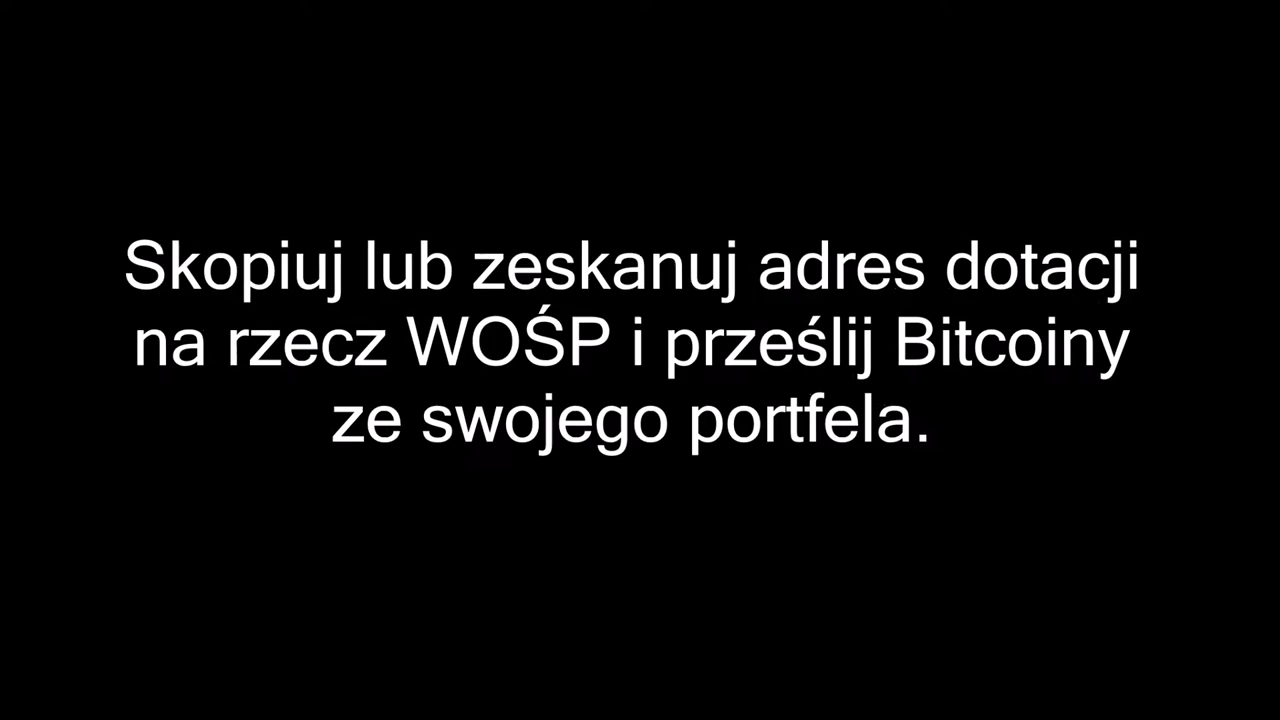 Skopiuj lub zeskanuj adres dotacji
na rzecz WOŚP i prześlij Bitcoiny
ze swojego portfela.